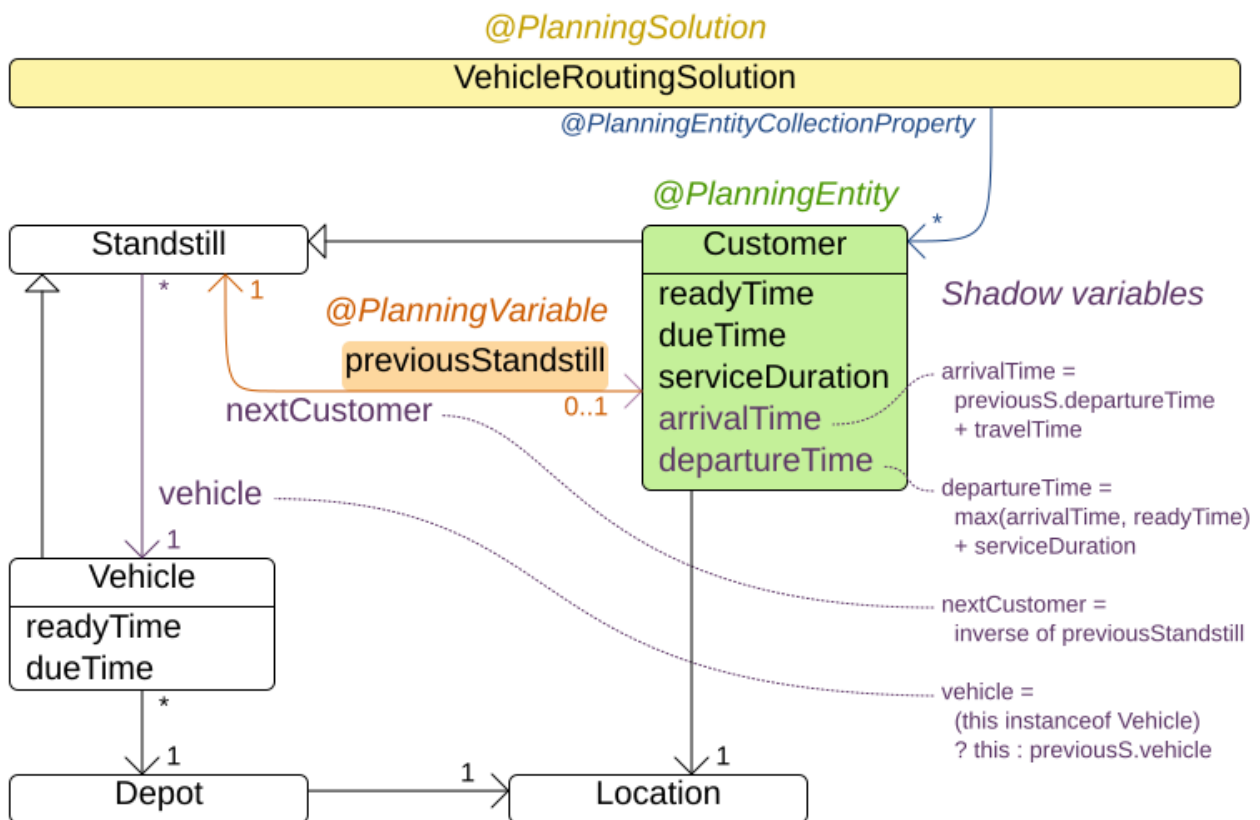 @PlanningSolution
VehicleRoutingSolution
@PlanningEntityCollectionProperty
@PlanningEntity
*
Standstill
Customer
*
1
@PlanningVariable
previousStandstill
0..1
nextCustomer
readyTime
dueTime
serviceDuration
arrivalTime
departureTime
Shadow variables
arrivalTime =
previousS.departureTime
+ travelTime
departureTime =
max(arrivalTime, readyTime)
+ serviceDuration
nextCustomer =
inverse of previousStandstill
vehicle =
(this instanceof Vehicle)
? this : previousS.vehicle
vehicle
1
Vehicle
readyTime
dueTime
*
1
Depot
1
Location
1